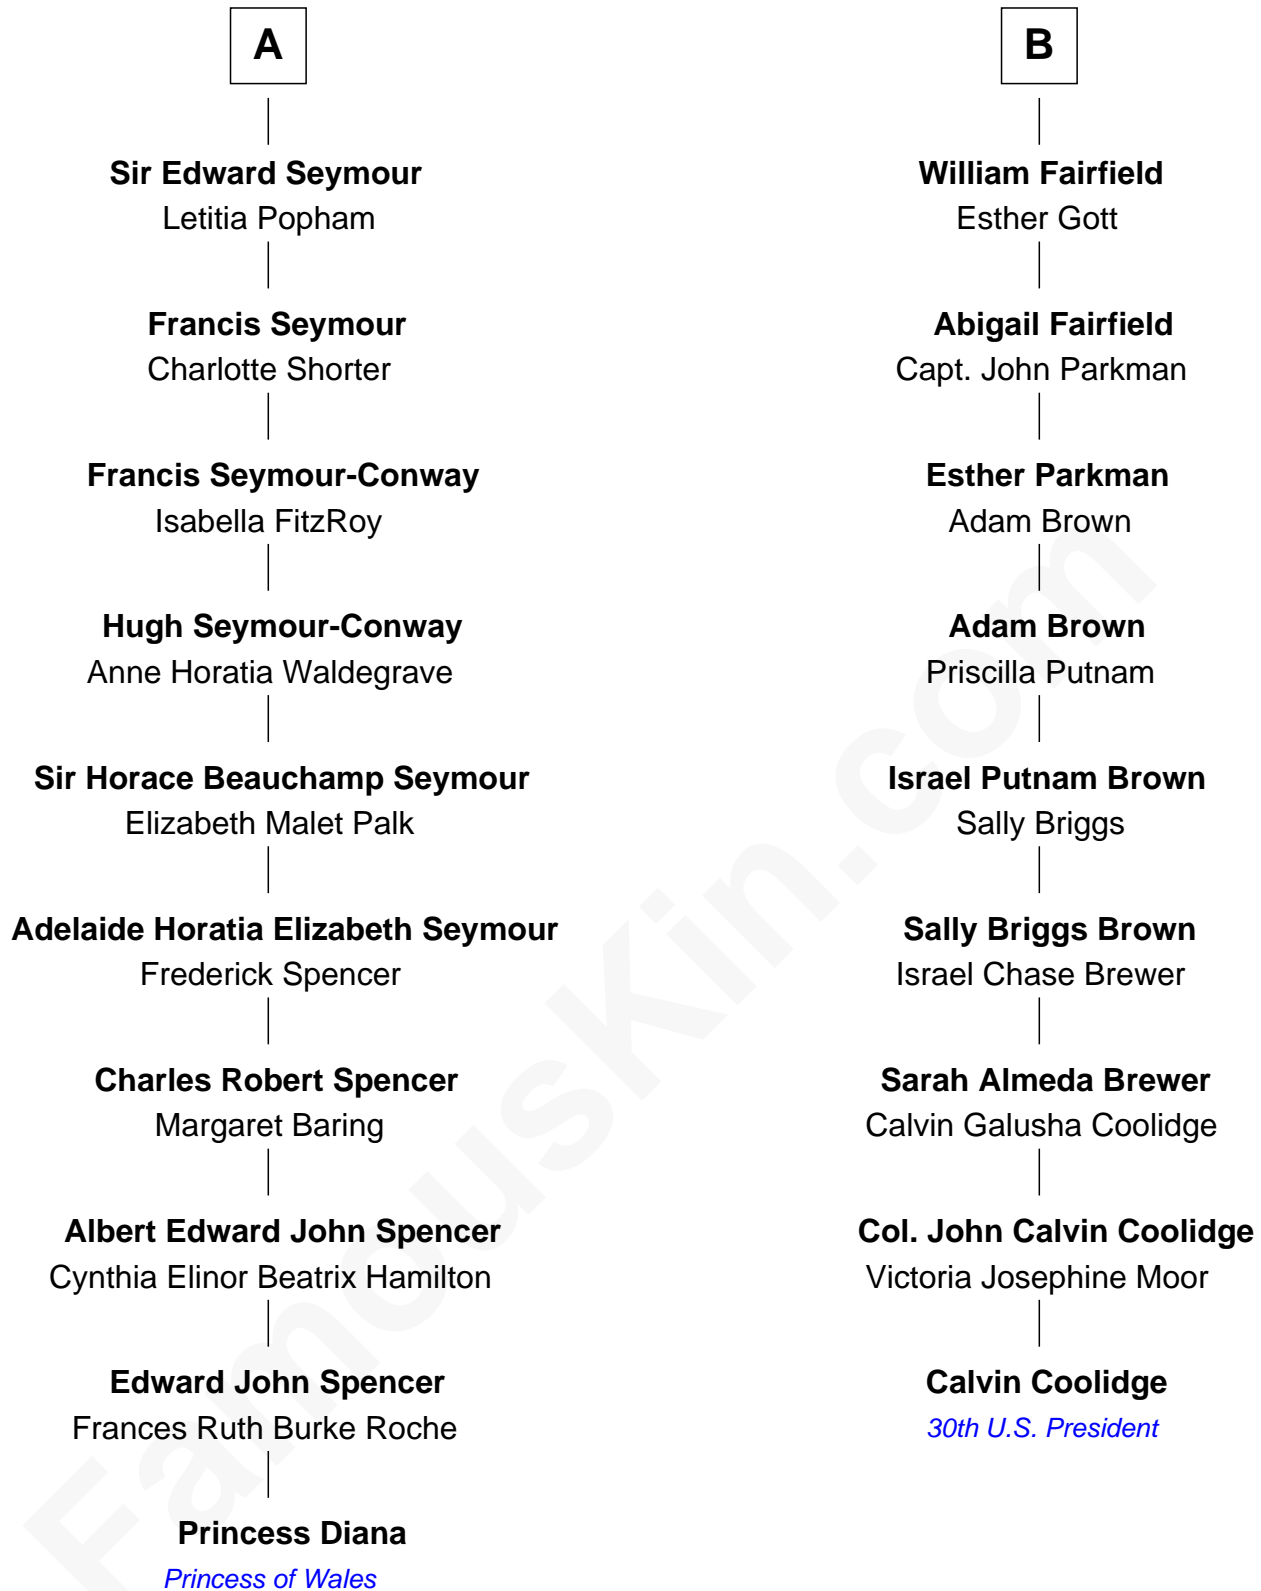 A
Sir Edward Seymour
Letitia Popham
Francis Seymour
Charlotte Shorter
Francis Seymour-Conway
Isabella FitzRoy
Hugh Seymour-Conway
Anne Horatia Waldegrave
Sir Horace Beauchamp Seymour
Elizabeth Malet Palk
Adelaide Horatia Elizabeth Seymour
Frederick Spencer
Charles Robert Spencer
Margaret Baring
Albert Edward John Spencer
Cynthia Elinor Beatrix Hamilton
Edward John Spencer
Frances Ruth Burke Roche
Princess Diana
Princess of Wales
B
William Fairfield
Esther Gott
Abigail Fairfield
Capt. John Parkman
Esther Parkman
Adam Brown
Adam Brown
Priscilla Putnam
Israel Putnam Brown
Sally Briggs
Sally Briggs Brown
Israel Chase Brewer
Sarah Almeda Brewer
Calvin Galusha Coolidge
Col. John Calvin Coolidge
Victoria Josephine Moor
Calvin Coolidge
30th U.S. President
FamousKin.com